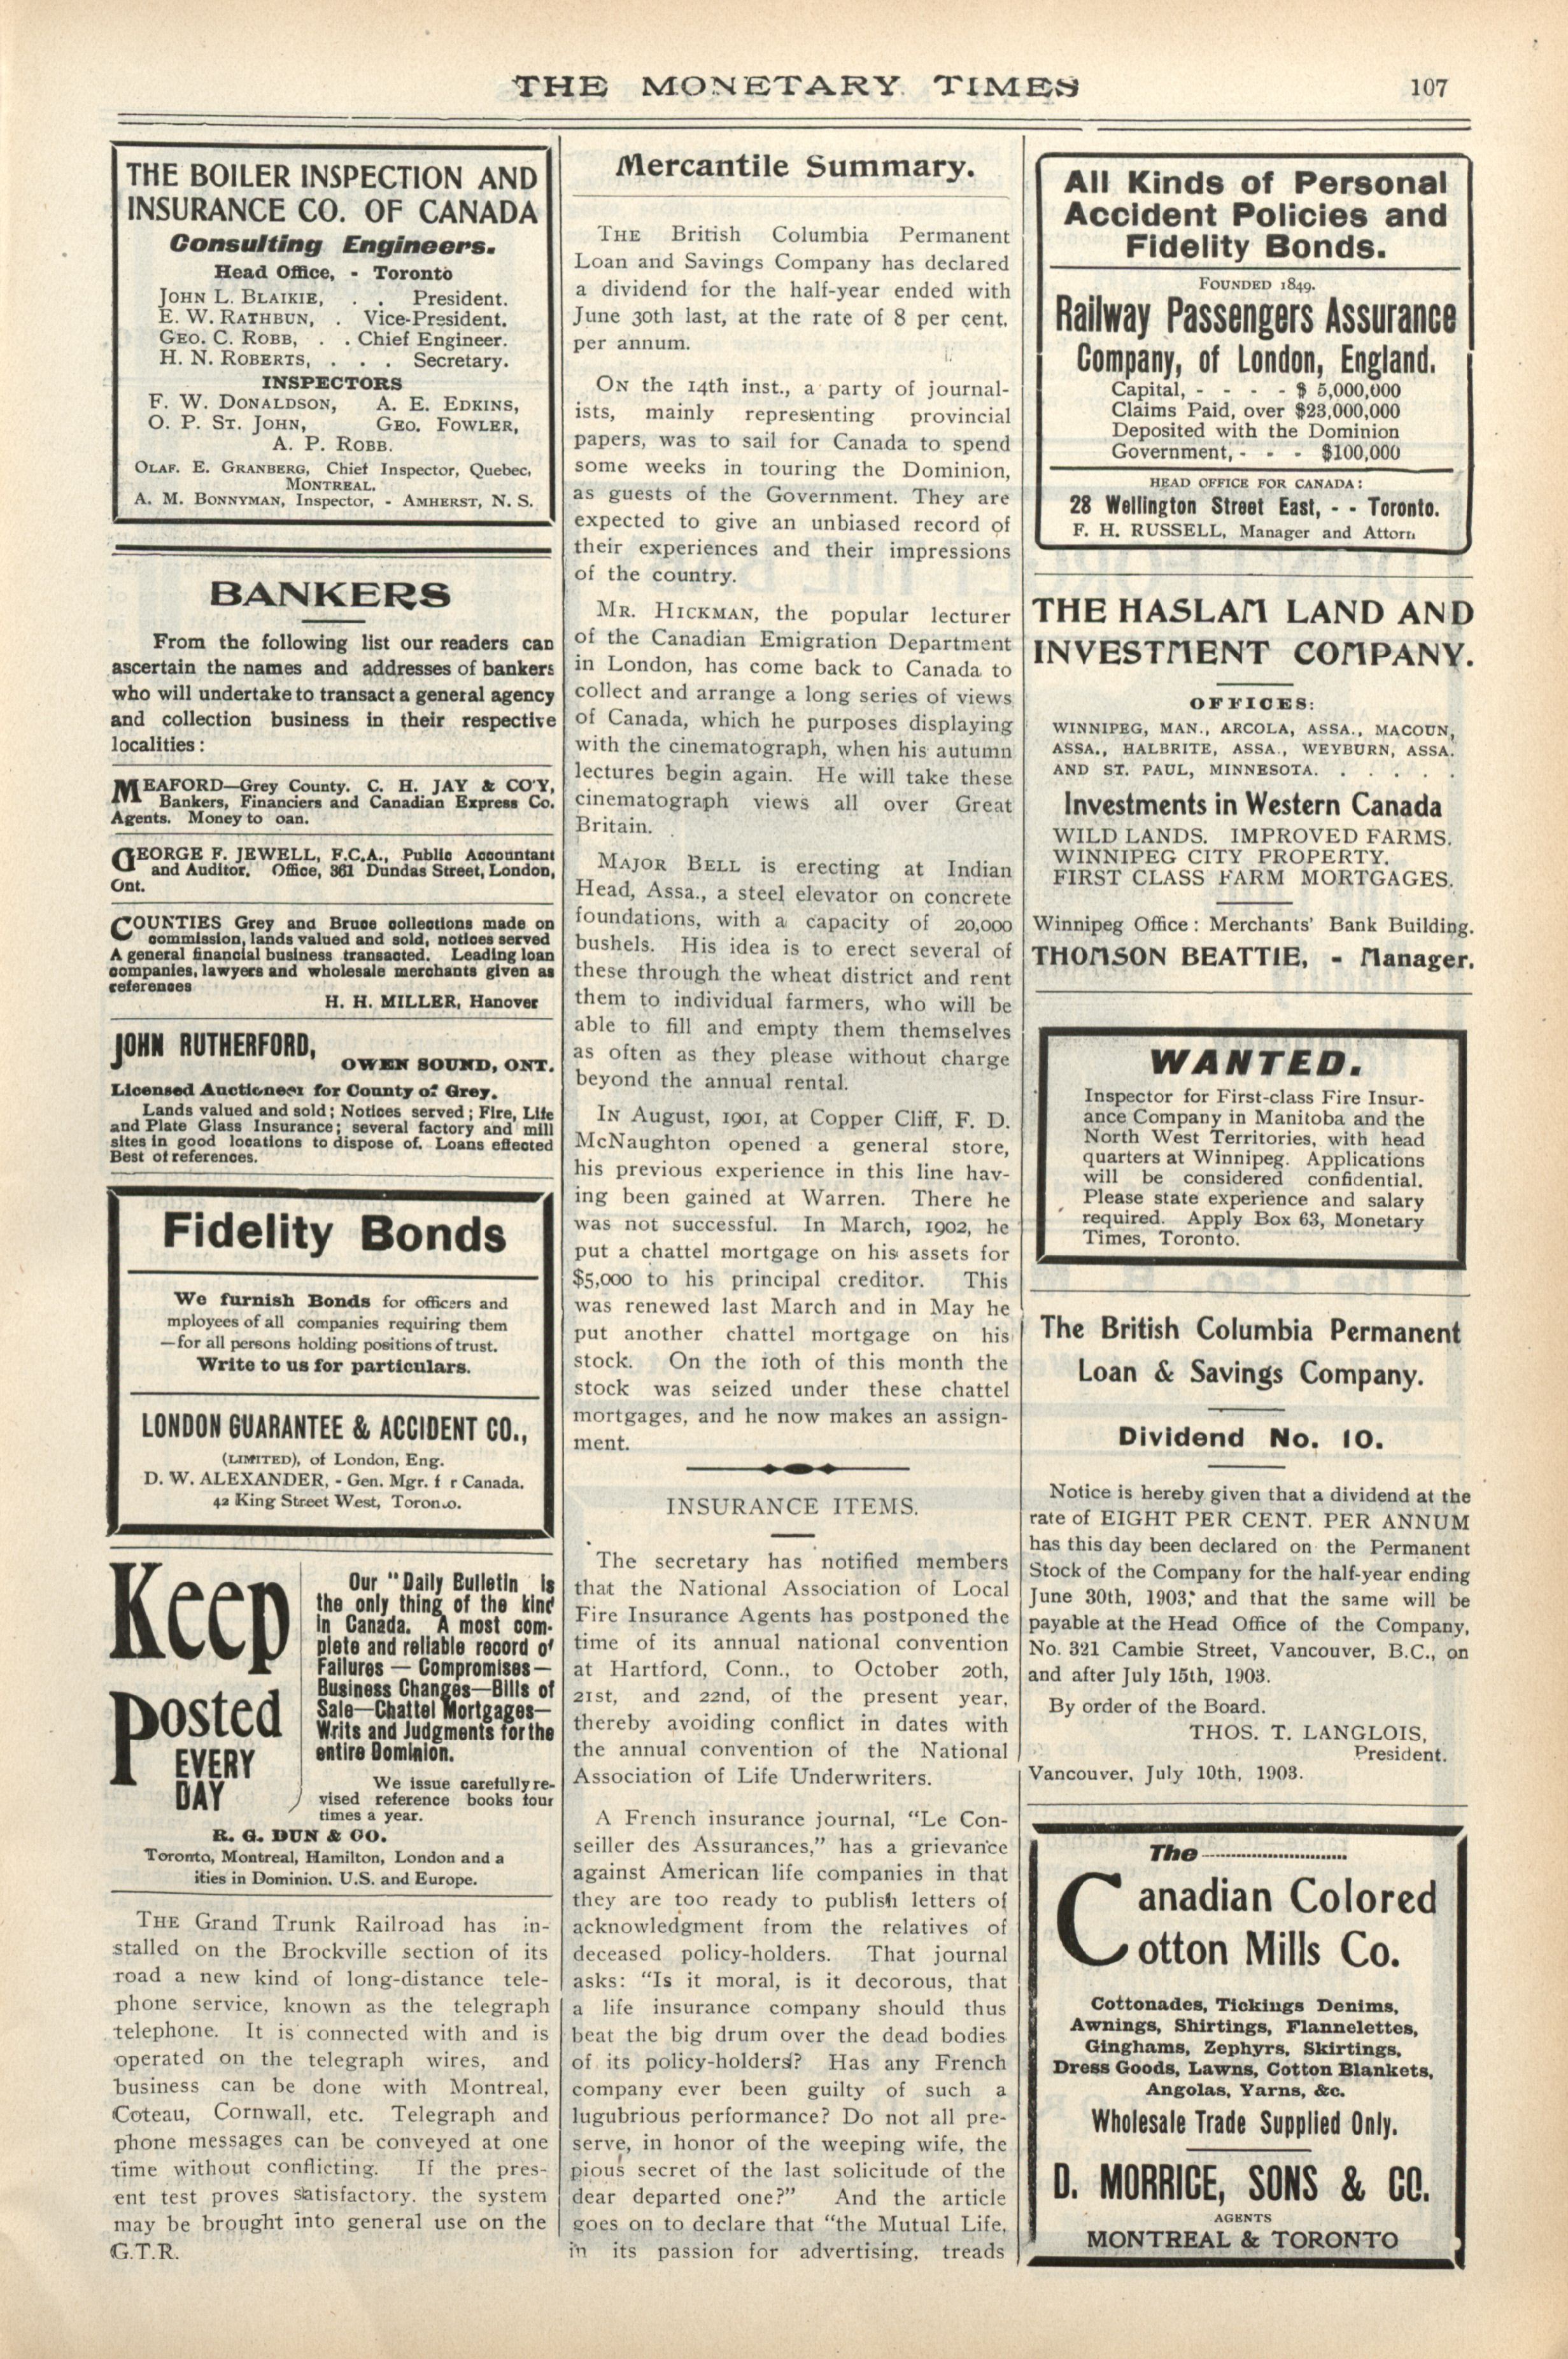 THE MONETARY TIMES
107
THE BOILER INSPECTION AND
INSURANCE CO. OF CANADA
Consulting Engineers.
Head Office, - Toronto
JOHN L. BLAIKIE, . . President.
E. W. RATHBUN, . Vice-President.
GEO. C. ROBB, . . Chief Engineer.
H. N. ROBERTS, . . . Secretary.
INSPECTORS
F. W. DONALDSON, A. E. EDKINS,
O. P. ST. JOHN, GEO. FOWLER,
A. P. ROBB.
OLAF. E. GRANBERG, Chief Inspector, Quebec,
MONTREAL.
A. M. BONNYMAN, Inspector, - AMHERST, N. S.
BANKERS
From the following list our readers can
ascertain the names and addresses of bankers
who will undertake to transact a general agency
and collection business in their respective
localities:
MEAFORD—Grey County. C. H. JAY & CO'Y,
Bankers, Financiers and Canadian Express Co.
Agents. Money to oan.
GEORGE F. JEWELL, F.C.A., Public Accountant
and Auditor. Office, 361 Dundas Street, London,
Ont.
COUNTIES Grey and Bruce collections made on
commission, lands valued and sold, notices served
A general financial business transacted. Leading loan
companies, lawyers and wholesale merchants given as
references
H. H. MILLER, Hanover
JOHN RUTHERFORD,
OWEN SOUND, ONT.
Licensed Auctioneer for County of Grey.
Lands valued and sold; Notices served; Fire, Life
and Plate Glass Insurance; several factory and mill
sites in good locations to dispose of. Loans effected
Best of references.
Fidelity Bonds
We furnish Bonds for officers and
mployees of all companies requiring them
—for all persons holding positions of trust.
Write to us for particulars.
LONDON GUARANTEE & ACCIDENT CO.,
(LIMITED), of London, Eng.
D. W. ALEXANDER, - Gen. Mgr. f r Canada.
42 King Street West, Toronto.
Keep
Posted
EVERY
DAY
Our "Daily Bulletin is
the only thing of the kind
in Canada. A most com-
plete and reliable record of
Failures — Compromises—
Business Changes—Bills of
Sale—Chattel Mortgages—
Writs and Judgments for the
entire Dominion.
We issue carefully re-
vised reference books four
times a year.
R. G. DUN & CO.
Toronto, Montreal, Hamilton, London and a
ities in Dominion. U.S. and Europe.
THE Grand Trunk Railroad has in-
stalled on the Brockville section of its
road a new kind of long-distance tele-
phone service, known as the telegraph
telephone. It is connected with and is
operated on the telegraph wires, and
business can be done with Montreal,
Coteau, Cornwall, etc. Telegraph and
phone messages can be conveyed at one
time without conflicting. If the pres-
ent test proves satisfactory. the system
may be brought into general use on the
G.T.R.
Mercantile Summary.
THE British Columbia Permanent
Loan and Savings Company has declared
a dividend for the half-year ended with
June 30th last, at the rate of 8 per cent.
per annum.
ON the 14th inst., a party of journal-
ists, mainly representing provincial
papers, was to sail for Canada to spend
some weeks in touring the Dominion,
as guests of the Government. They are
expected to give an unbiased record of
their experiences and their impressions
of the country.
MR. HICKMAN, the popular lecturer
of the Canadian Emigration Department
in London, has come back to Canada to
collect and arrange a long series of views
of Canada, which he purposes displaying
with the cinematograph, when his autumn
lectures begin again. He will take these
cinematograph views all over Great
Britain.
MAJOR BELL is erecting at Indian
Head, Assa., a steel elevator on concrete
foundations, with a capacity of 20,000
bushels. His idea is to erect several of
these through the wheat district and rent
them to individual farmers, who will be
able to fill and empty them themselves
as often as they please without charge
beyond the annual rental.
IN August, 1901, at Copper Cliff, F. D.
McNaughton opened a general store,
his previous experience in this line hav-
ing been gained at Warren. There he
was not successful. In March, 1902, he
put a chattel mortgage on his assets for
$5,000 to his principal creditor. This
was renewed last March and in May he
put another chattel mortgage on his
stock. On the 10th of this month the
stock was seized under these chattel
mortgages, and he now makes an assign-
ment.
INSURANCE ITEMS.
The secretary has notified members
that the National Association of Local
Fire Insurance Agents has postponed the
time of its annual national convention
at Hartford, Conn., to October 20th,
21st, and 22nd, of the present year,
thereby avoiding conflict in dates with
the annual convention of the National
Association of Life Underwriters.
A French insurance journal, "Le Con-
seiller des Assurances," has a grievance
against American life companies in that
they are too ready to publish letters of
acknowledgment from the relatives of
deceased policy-holders. That journal
asks: "Is it moral, is it decorous, that
a life insurance company should thus
beat the big drum over the dead bodies
of its policy-holders? Has any French
company ever been guilty of such a
lugubrious performance? Do not all pre-
serve, in honor of the weeping wife, the
pious secret of the last solicitude of the
dear departed one?" And the article
goes on to declare that "the Mutual Life,
in its passion for advertising, treads
All Kinds of Personal
Accident Policies and
Fidelity Bonds.
FOUNDED 1849.
Railway Passengers Assurance
Company, of London, England.
Capital, - - - - $ 5,000,000
Claims Paid, over $23,000,000
Deposited with the Dominion
Government, - - - $100,000
HEAD OFFICE FOR CANADA:
28 Wellington Street East, - - Toronto.
F. H. RUSSELL, Manager and Attorn
THE HASLAM LAND AND
INVESTMENT COMPANY.
OFFICES:
WINNIPEG, MAN., ARCOLA, ASSA., MACOUN,
ASSA., HALBRITE, ASSA., WEYBURN, ASSA.
AND ST. PAUL, MINNESOTA. . . . . .
Investments in Western Canada
WILD LANDS. IMPROVED FARMS.
WINNIPEG CITY PROPERTY.
FIRST CLASS FARM MORTGAGES.
Winnipeg Office: Merchants' Bank Building.
THOMSON BEATTIE, - Manager.
WANTED.
Inspector for First-class Fire Insur-
ance Company in Manitoba and the
North West Territories, with head
quarters at Winnipeg. Applications
will be considered confidential.
Please state experience and salary
required. Apply Box 63, Monetary
Times, Toronto.
The British Columbia Permanent
Loan & Savings Company.
Dividend No. 10.
Notice is hereby given that a dividend at the
rate of EIGHT PER CENT. PER ANNUM
has this day been declared on the Permanent
Stock of the Company for the half-year ending
June 30th, 1903; and that the same will be
payable at the Head Office of the Company,
No. 321 Cambie Street, Vancouver, B.C., on
and after July 15th, 1903.
By order of the Board.
THOS. T. LANGLOIS,
President.
Vancouver, July 10th, 1903.
The
Canadian Colored
Cotton Mills Co.
Cottonades, Tickings Denims,
Awnings, Shirtings, Flannelettes,
Ginghams, Zephyrs, Skirtings,
Dress Goods, Lawns, Cotton Blankets,
Angolas, Yarns, &c.
Wholesale Trade Supplied Only.
D. MORRICE, SONS & CO.
AGENTS
MONTREAL & TORONTO